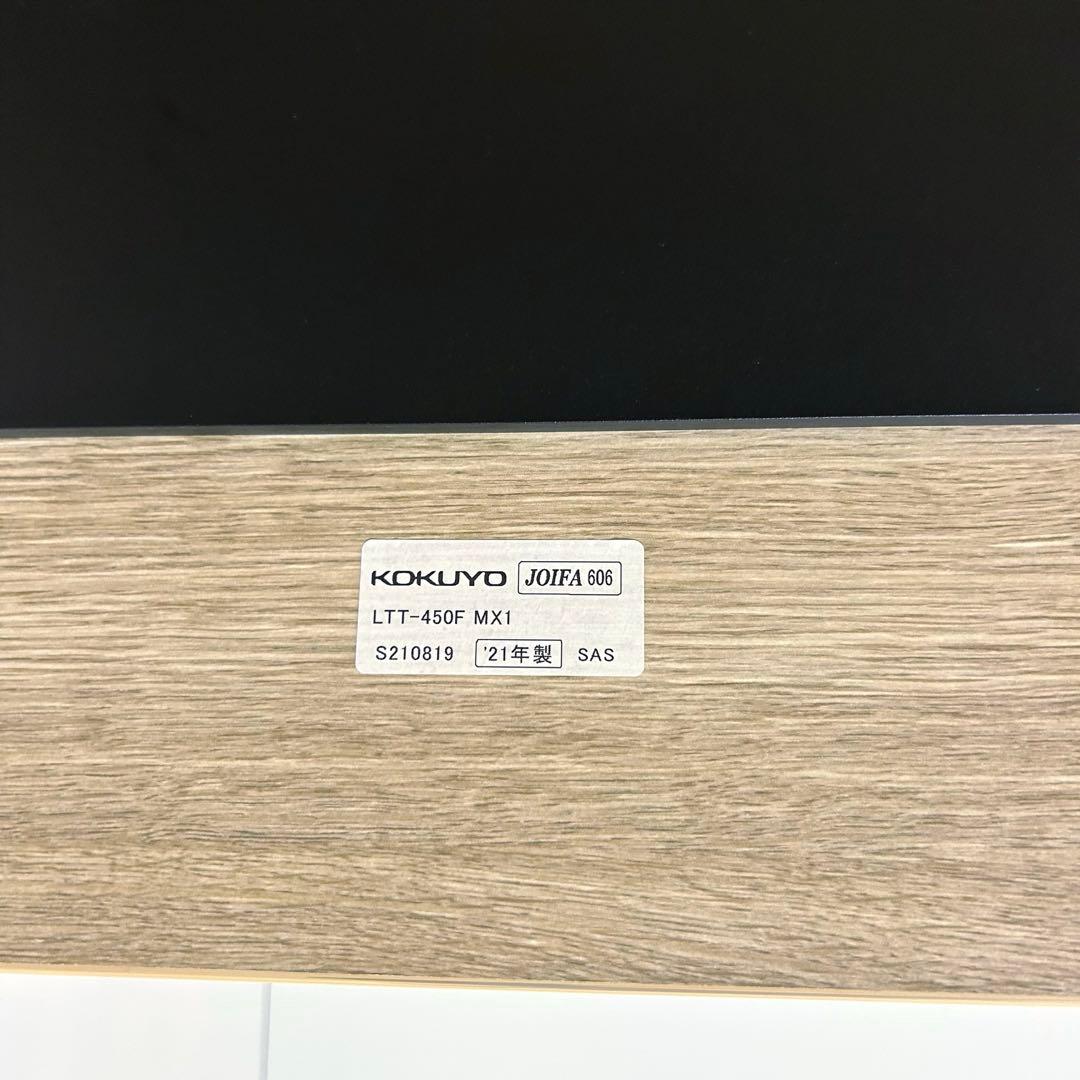 KOKUYO JOIFA 606
LTT-450F MX1
S210819 '21年製 SAS